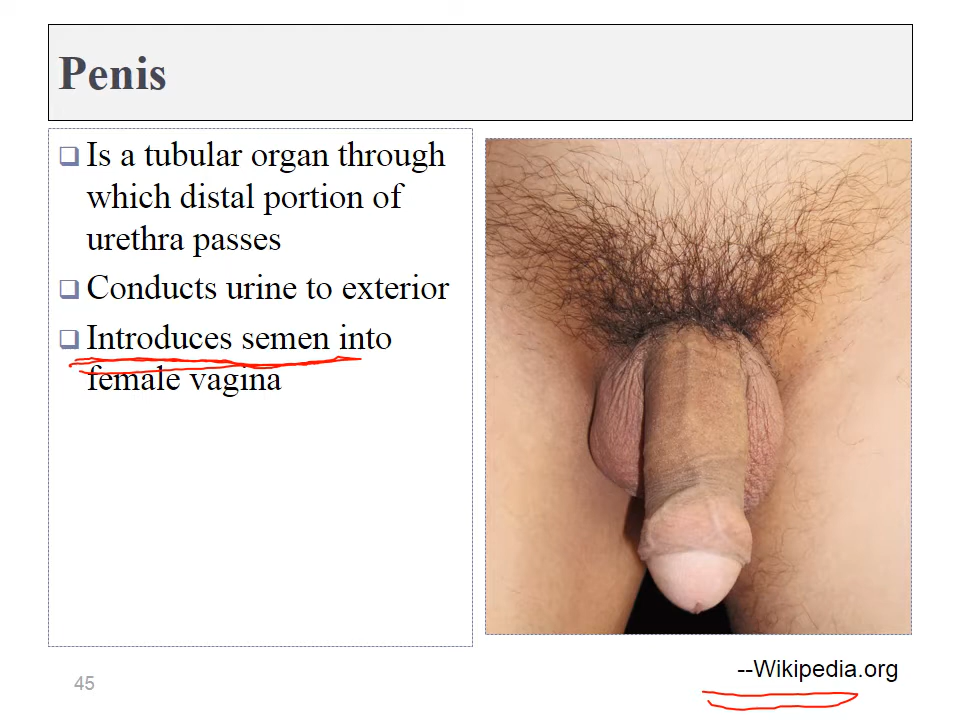 Penis
❑ Is a tubular organ through
which distal portion of
urethra passes
❑ Conducts urine to exterior
❑ Introduces semen into
female vagina
45
--Wikipedia.org